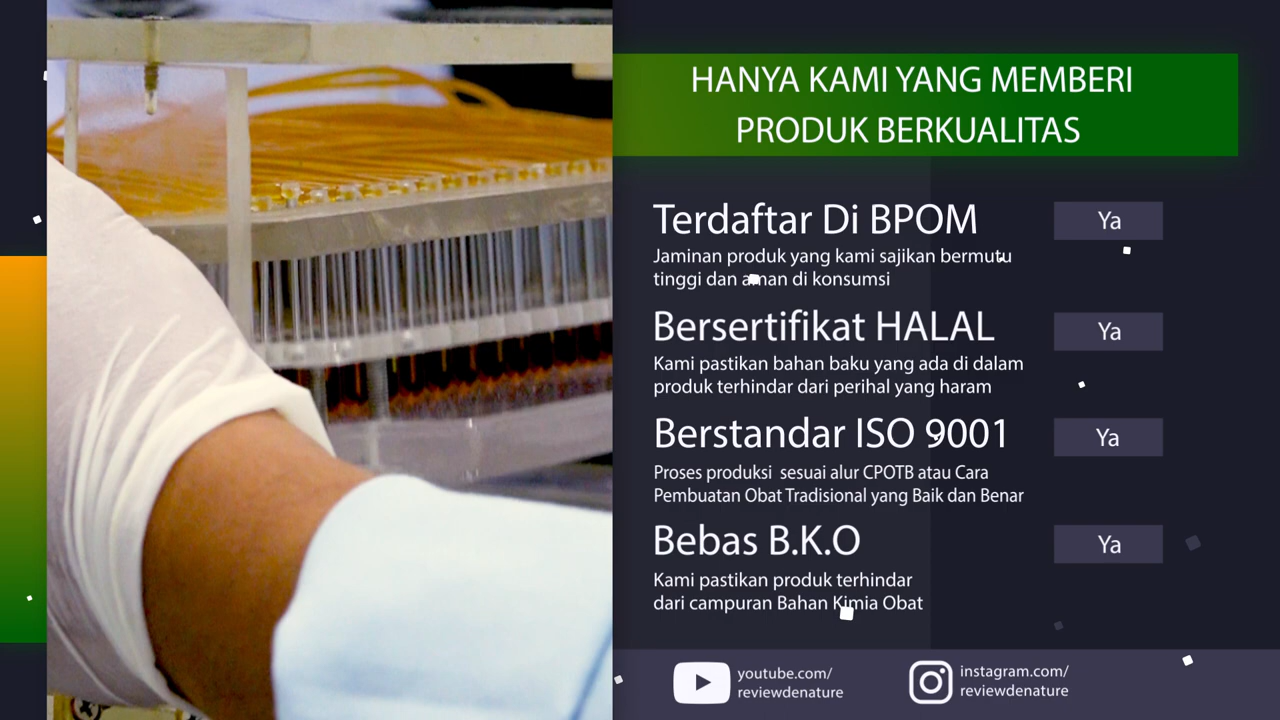 HANYA KAMI YANG MEMBERI
PRODUK BERKUALITAS
Terdaftar Di BPOM
Ya
Jaminan produk yang kami sajikan bermutu
tinggi dan aman di konsumsi
Bersertifikat HALAL
Ya
Kami pastikan bahan baku yang ada di dalam
produk terhindar dari perihal yang haram
Berstandar ISO 9001
Ya
Proses produksi  sesuai alur CPOTB atau Cara
Pembuatan Obat Tradisional yang Baik dan Benar
Bebas B.K.O
Ya
Kami pastikan produk terhindar
dari campuran Bahan Kimia Obat
youtube.com/
reviewdenature
instagram.com/
reviewdenature